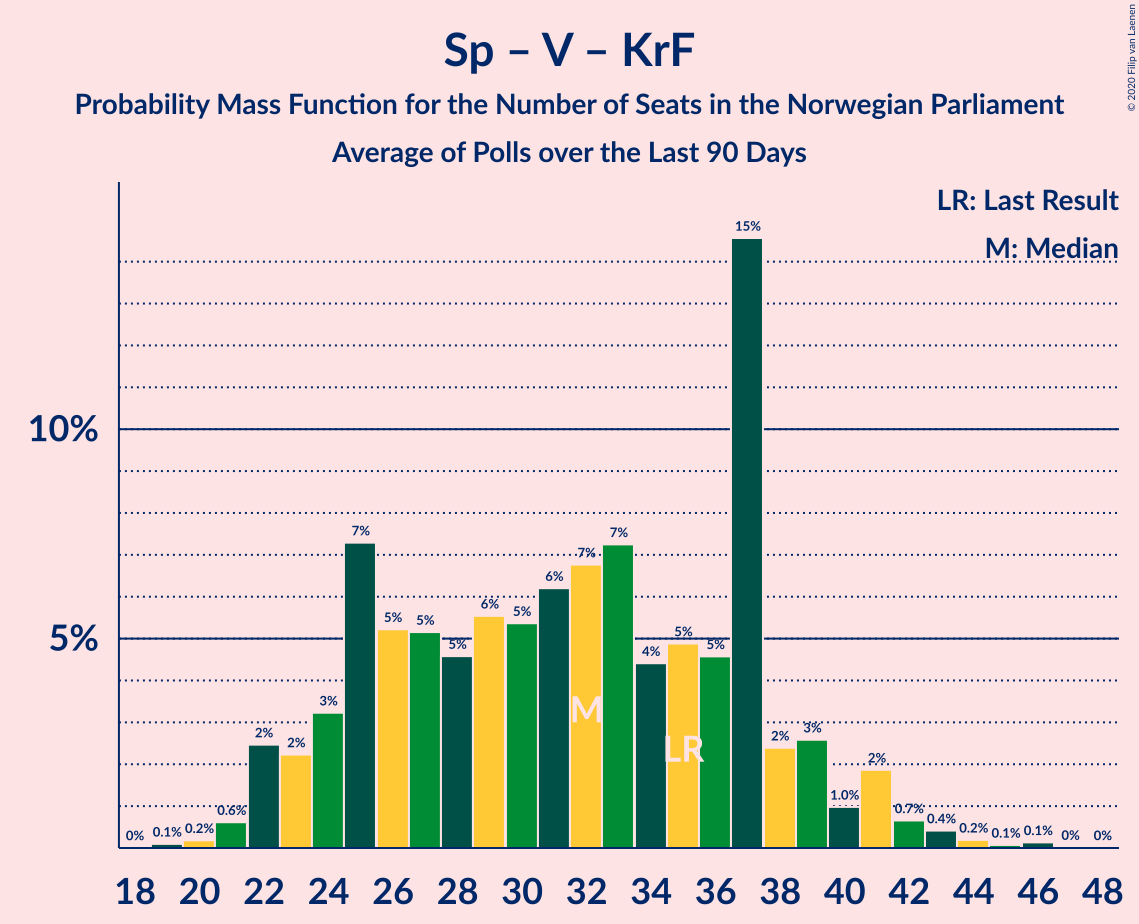 Sp – V – KrF
Probability Mass Function for the Number of Seats in the Norwegian Parliament
Average of Polls over the Last 90 Days
© 2020 Filip van Laenen
LR: Last Result
M: Median
10%
5%
0% 0.1% 0.2% 0.6% 2% 2% 3% 7% 5% 5% 5% 6% 5% 6% 7% 7% 4% 5% 5% 15% 2% 3% 1.0% 2% 0.7% 0.4% 0.2% 0.1% 0.1% 0% 0%
M
LR
18 20 22 24 26 28 30 32 34 36 38 40 42 44 46 48